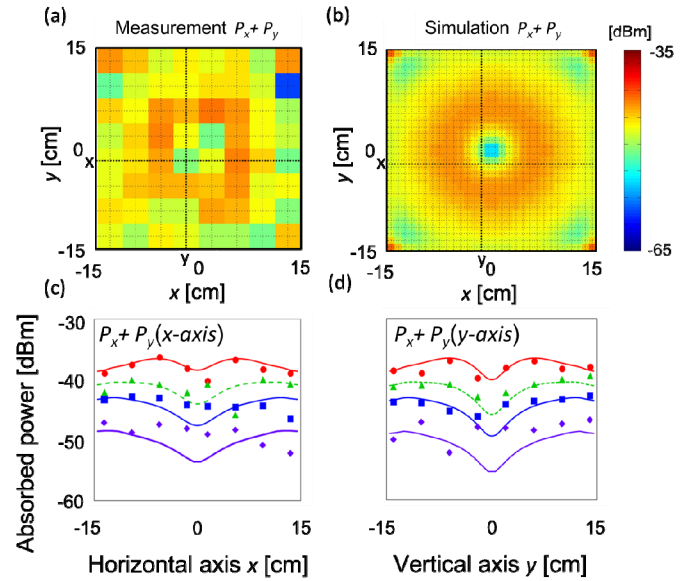 (a)
Measurement Px+ Py
(b)
Simulation Px+ Py
[dBm]
15
0
-15
y [cm]
x
y
-15
0
15
x [cm]
15
0
-15
y [cm]
x
y
-15
0
15
x [cm]
-35
-65
(c)
Px+ Py(x-axis)
(d)
Px+ Py(y-axis)
Absorbed power [dBm]
-30
-40
-50
-60
-15
0
15
Horizontal axis x [cm]
-15
0
15
Vertical axis y [cm]